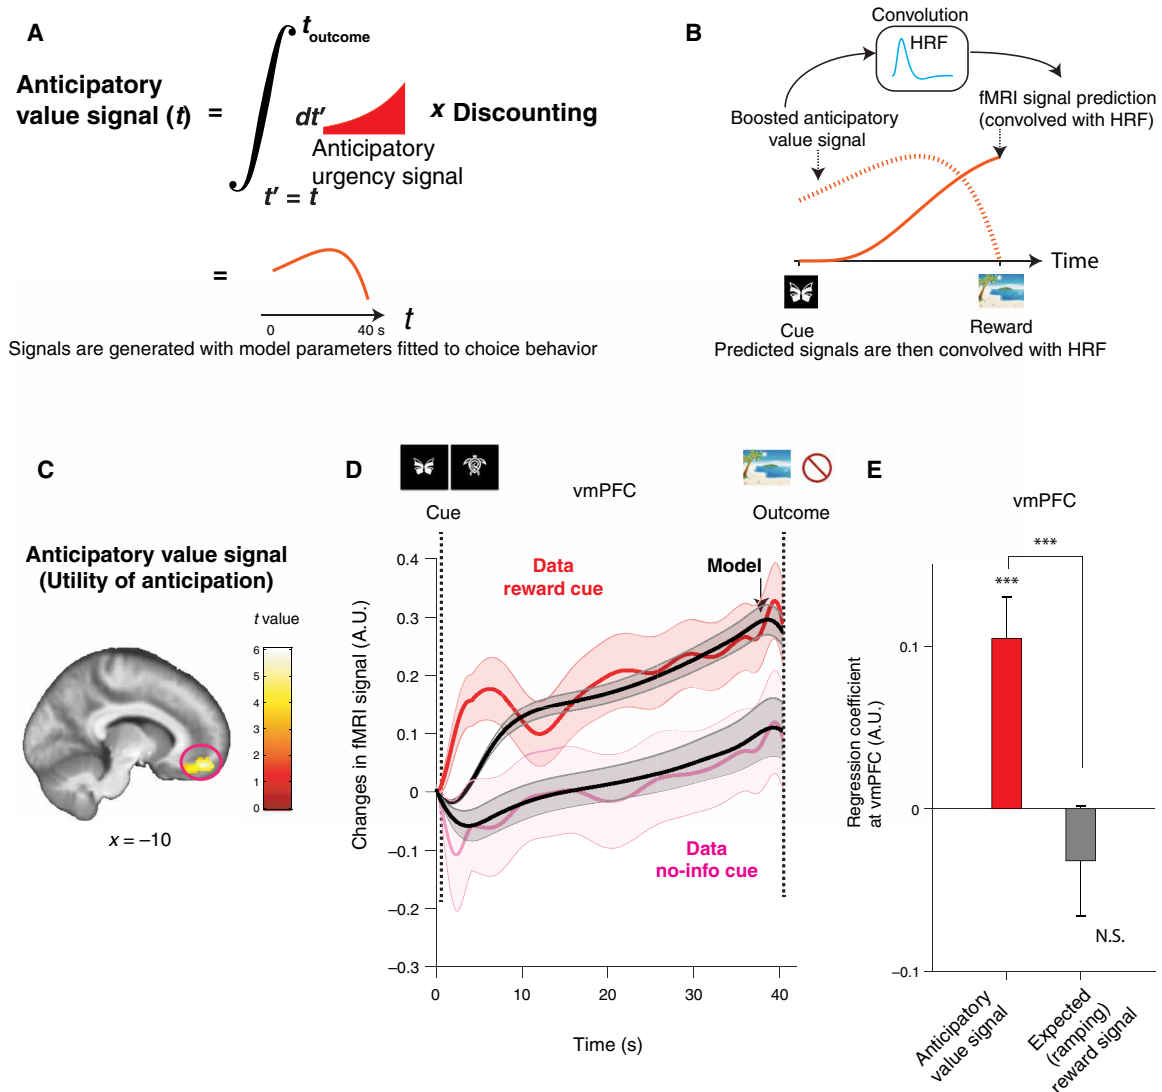 A
Anticipatory
value signal (t)
=
t outcome
dt′
t′ = t
Anticipatory
urgency signal
x Discounting
=
0
40 s
t
Signals are generated with model parameters fitted to choice behavior
B
Convolution
HRF
Boosted anticipatory
value signal
fMRI signal prediction
(convolved with HRF)
Time
Cue
Reward
Predicted signals are then convolved with HRF
C
Anticipatory value signal
(Utility of anticipation)
t value
6
5
4
3
2
1
0
x = –10
D
vmPFC
Cue
Outcome
Data
reward cue
Model
Data
no-info cue
Changes in fMRI signal (A.U.)
0.4
0.3
0.2
0.1
0
–0.1
–0.2
–0.3
0
10
20
30
40
Time (s)
E
vmPFC
***
***
Regression coefficient
at vmPFC (A.U.)
0.1
0
–0.1
N.S.
Anticipatory
value signal
Expected
(ramping)
reward signal